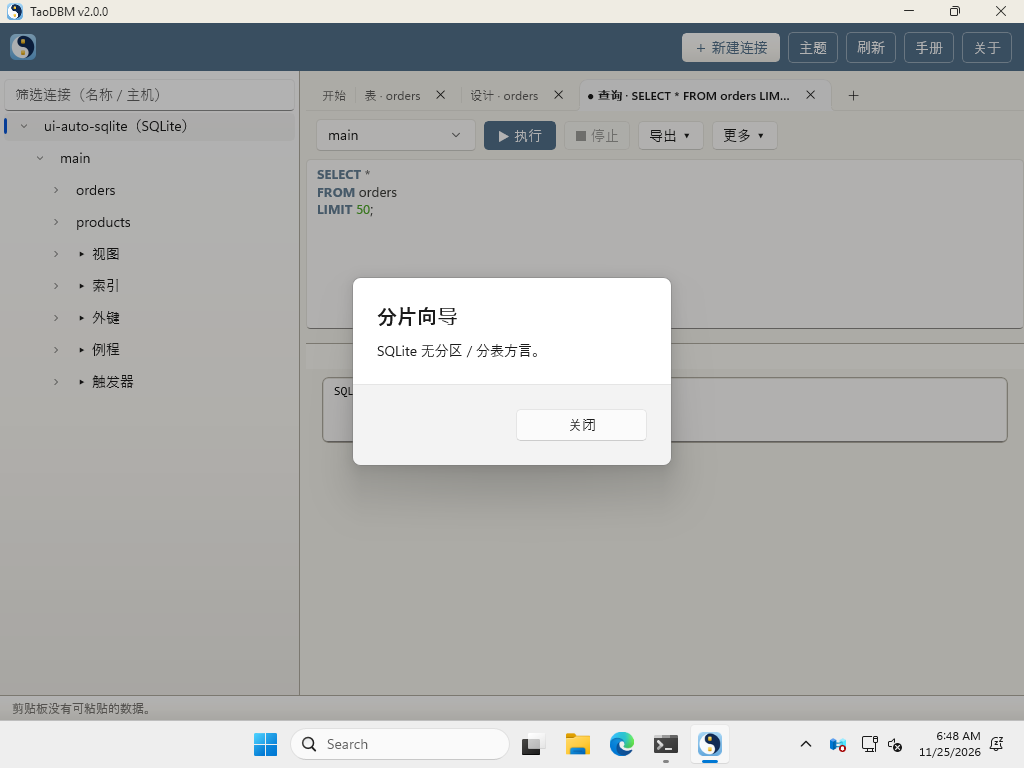 TaoDBM v2.0.0
+ 新建连接 主题 刷新 手册 关于
筛选连接（名称 / 主机）
开始 表 · orders 设计 · orders • 查询 · SELECT * FROM orders LIM...
ui-auto-sqlite（SQLite）
main
orders
products
视图
索引
外键
例程
触发器
main 执行 停止 导出 更多
SELECT *
FROM orders
LIMIT 50;
分片向导
SQLite 无分区 / 分表方言。
关闭
SQL
剪贴板没有可粘贴的数据。
Search
6:48 AM
11/25/2026